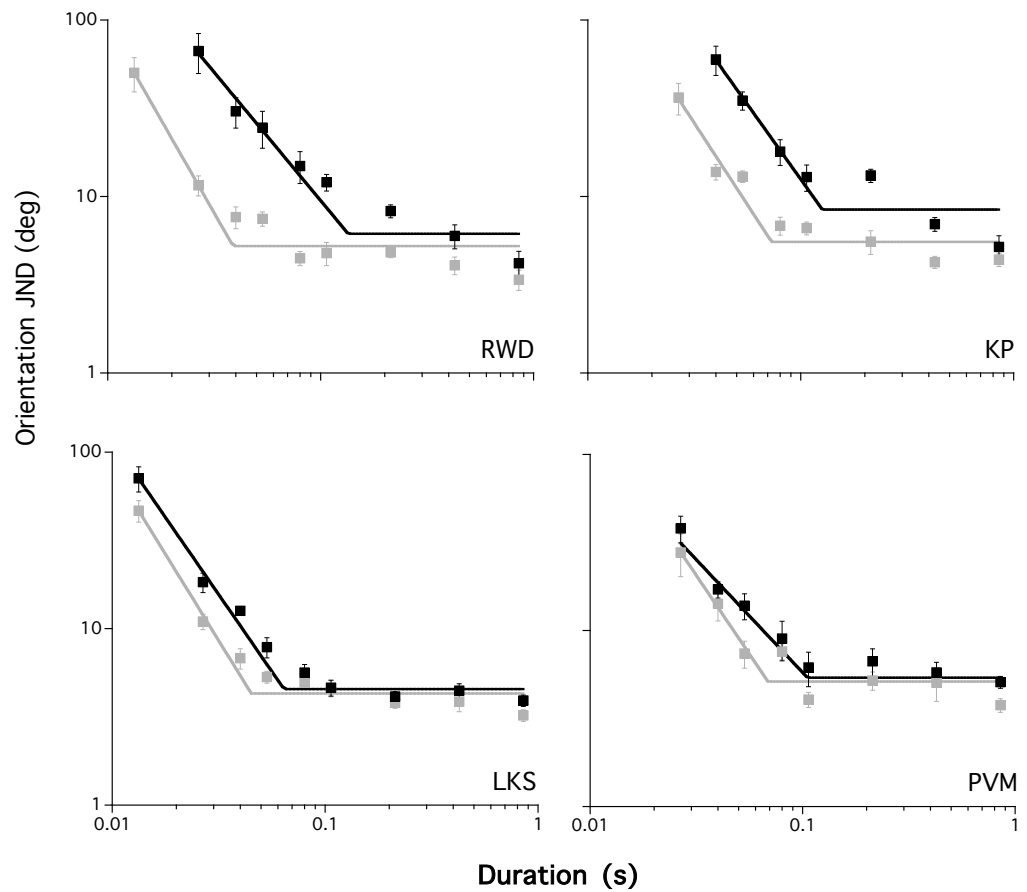 100
10
1
RWD
KP
Orientation JND (deg)
100
10
1
LKS
PVM
0.01
0.1
1
0.01
0.1
1
Duration (s)